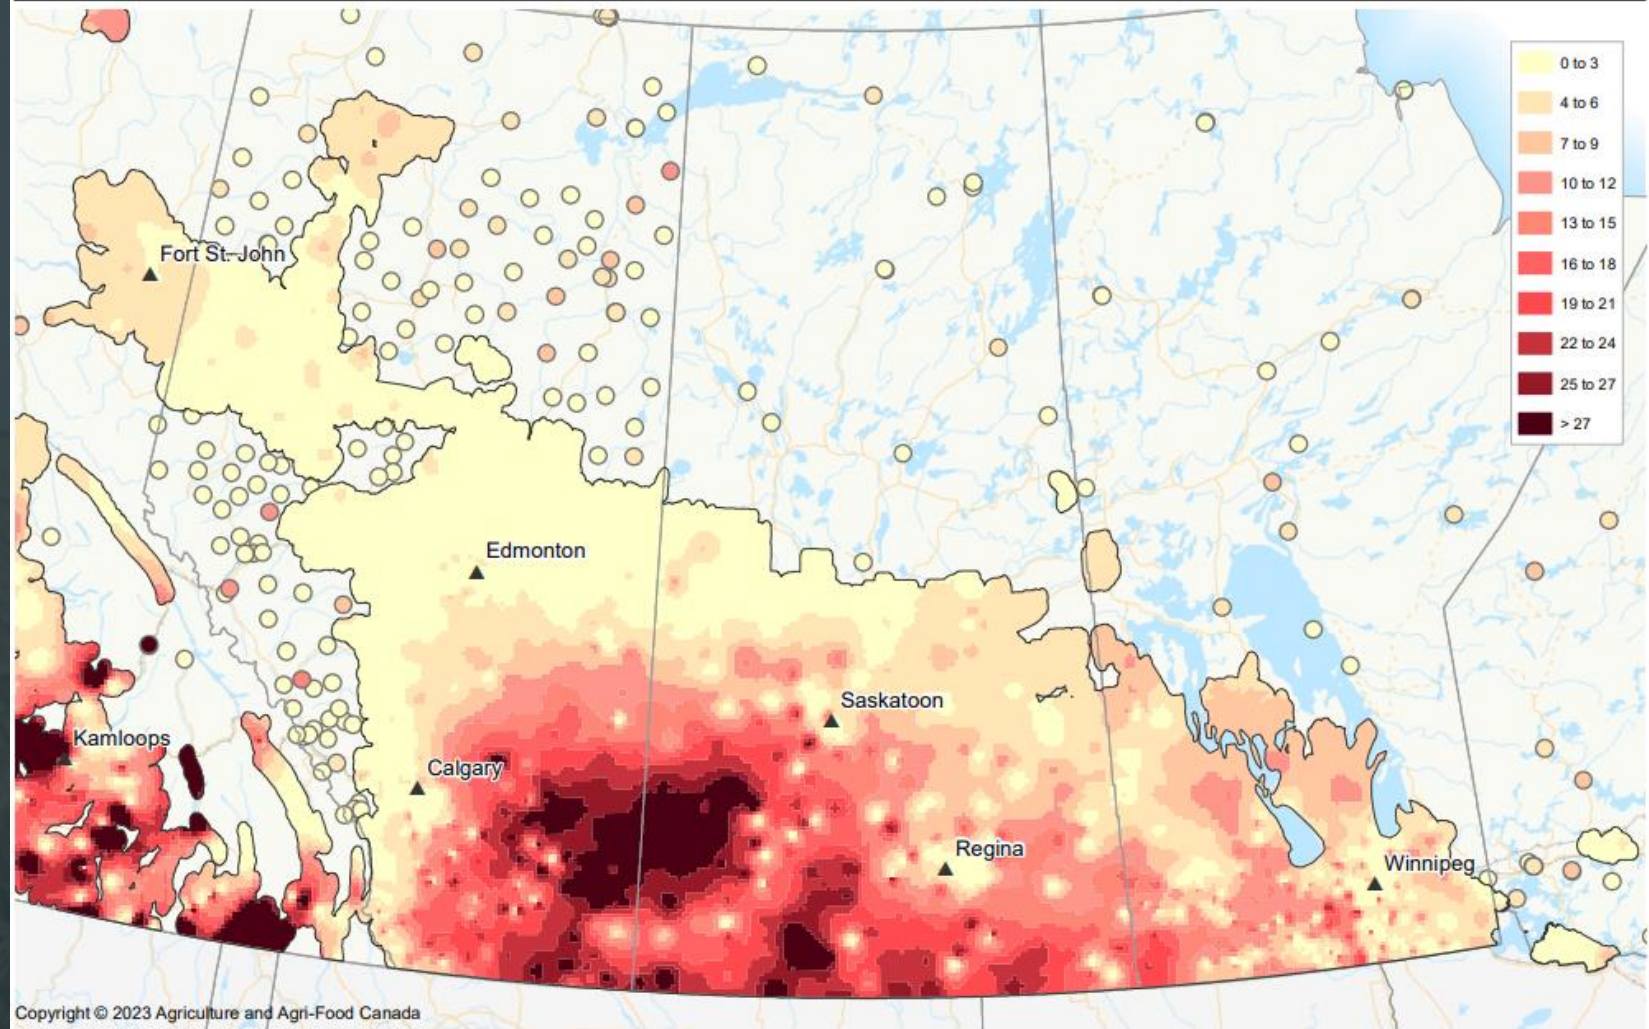 0 to 3
4 to 6
7 to 9
10 to 12
13 to 15
16 to 18
19 to 21
22 to 24
25 to 27
> 27
Fort St. John
Edmonton
Saskatoon
Kamloops
Calgary
Regina
Winnipeg
Copyright © 2023 Agriculture and Agri-Food Canada